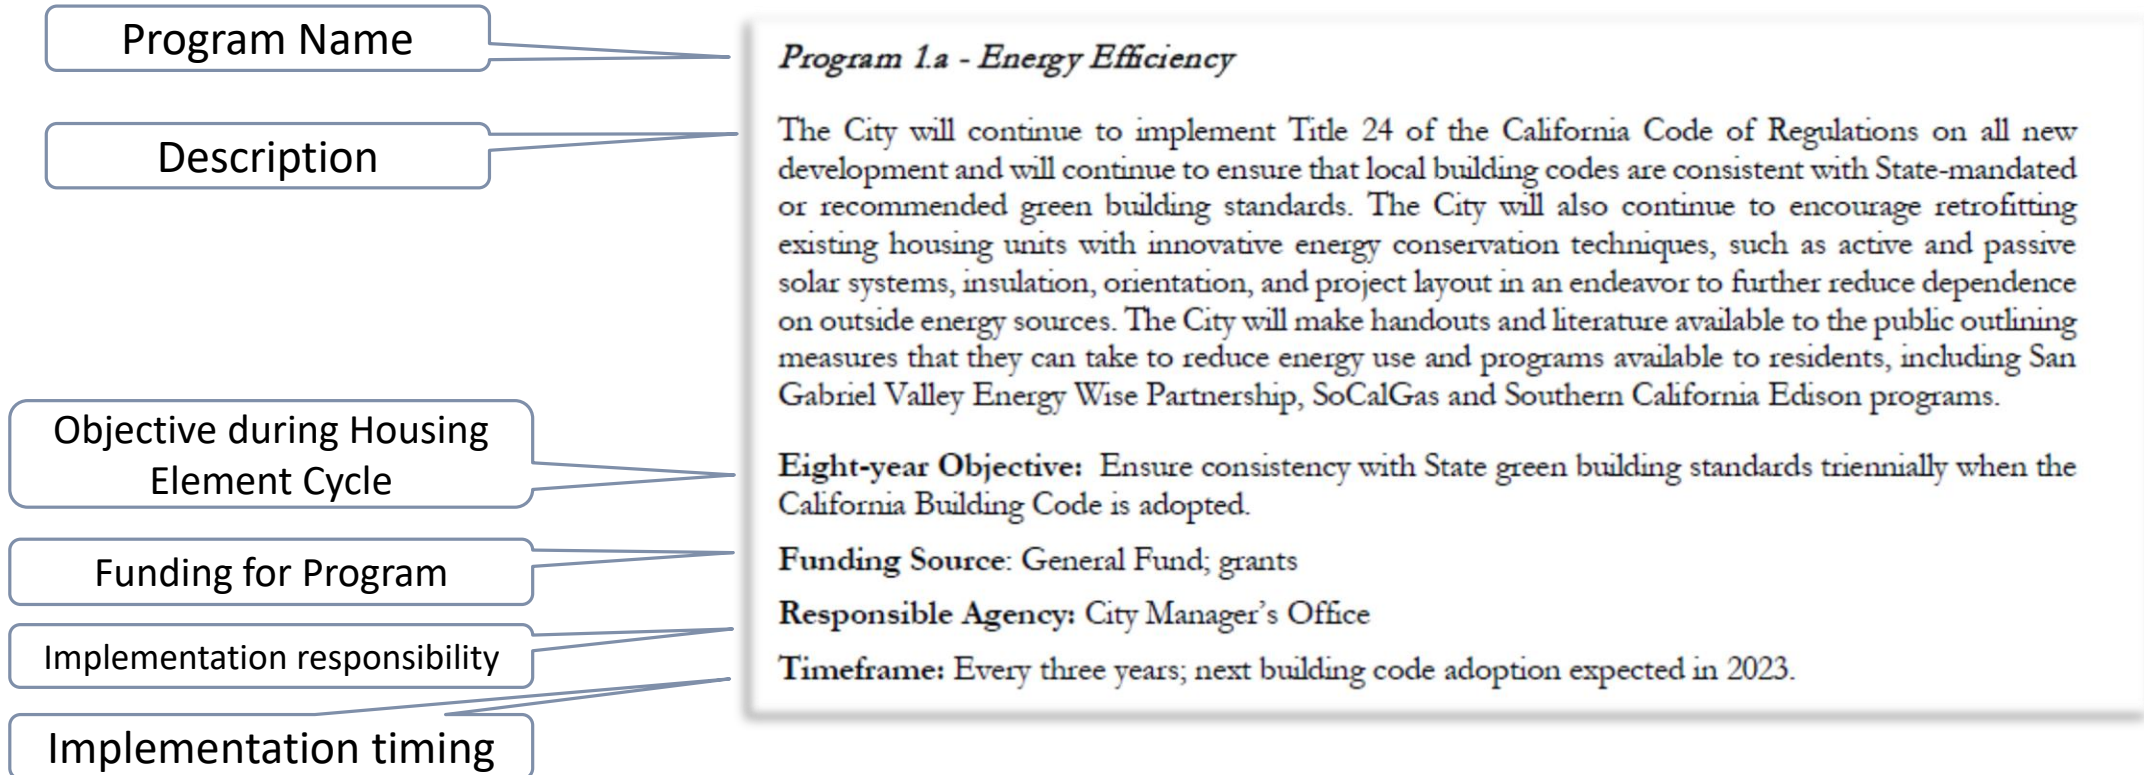 Program Name
Description
Objective during Housing
Element Cycle
Funding for Program
Implementation responsibility
Implementation timing
Program 1.a - Energy Efficiency
The City will continue to implement Title 24 of the California Code of Regulations on all new
development and will continue to ensure that local building codes are consistent with State-mandated
or recommended green building standards. The City will also continue to encourage retrofitting
existing housing units with innovative energy conservation techniques, such as active and passive
solar systems, insulation, orientation, and project layout in an endeavor to further reduce dependence
on outside energy sources. The City will make handouts and literature available to the public outlining
measures that they can take to reduce energy use and programs available to residents, including San
Gabriel Valley Energy Wise Partnership, SoCalGas and Southern California Edison programs.
Eight-year Objective: Ensure consistency with State green building standards triennially when the
California Building Code is adopted.
Funding Source: General Fund; grants
Responsible Agency: City Manager's Office
Timeframe: Every three years; next building code adoption expected in 2023.